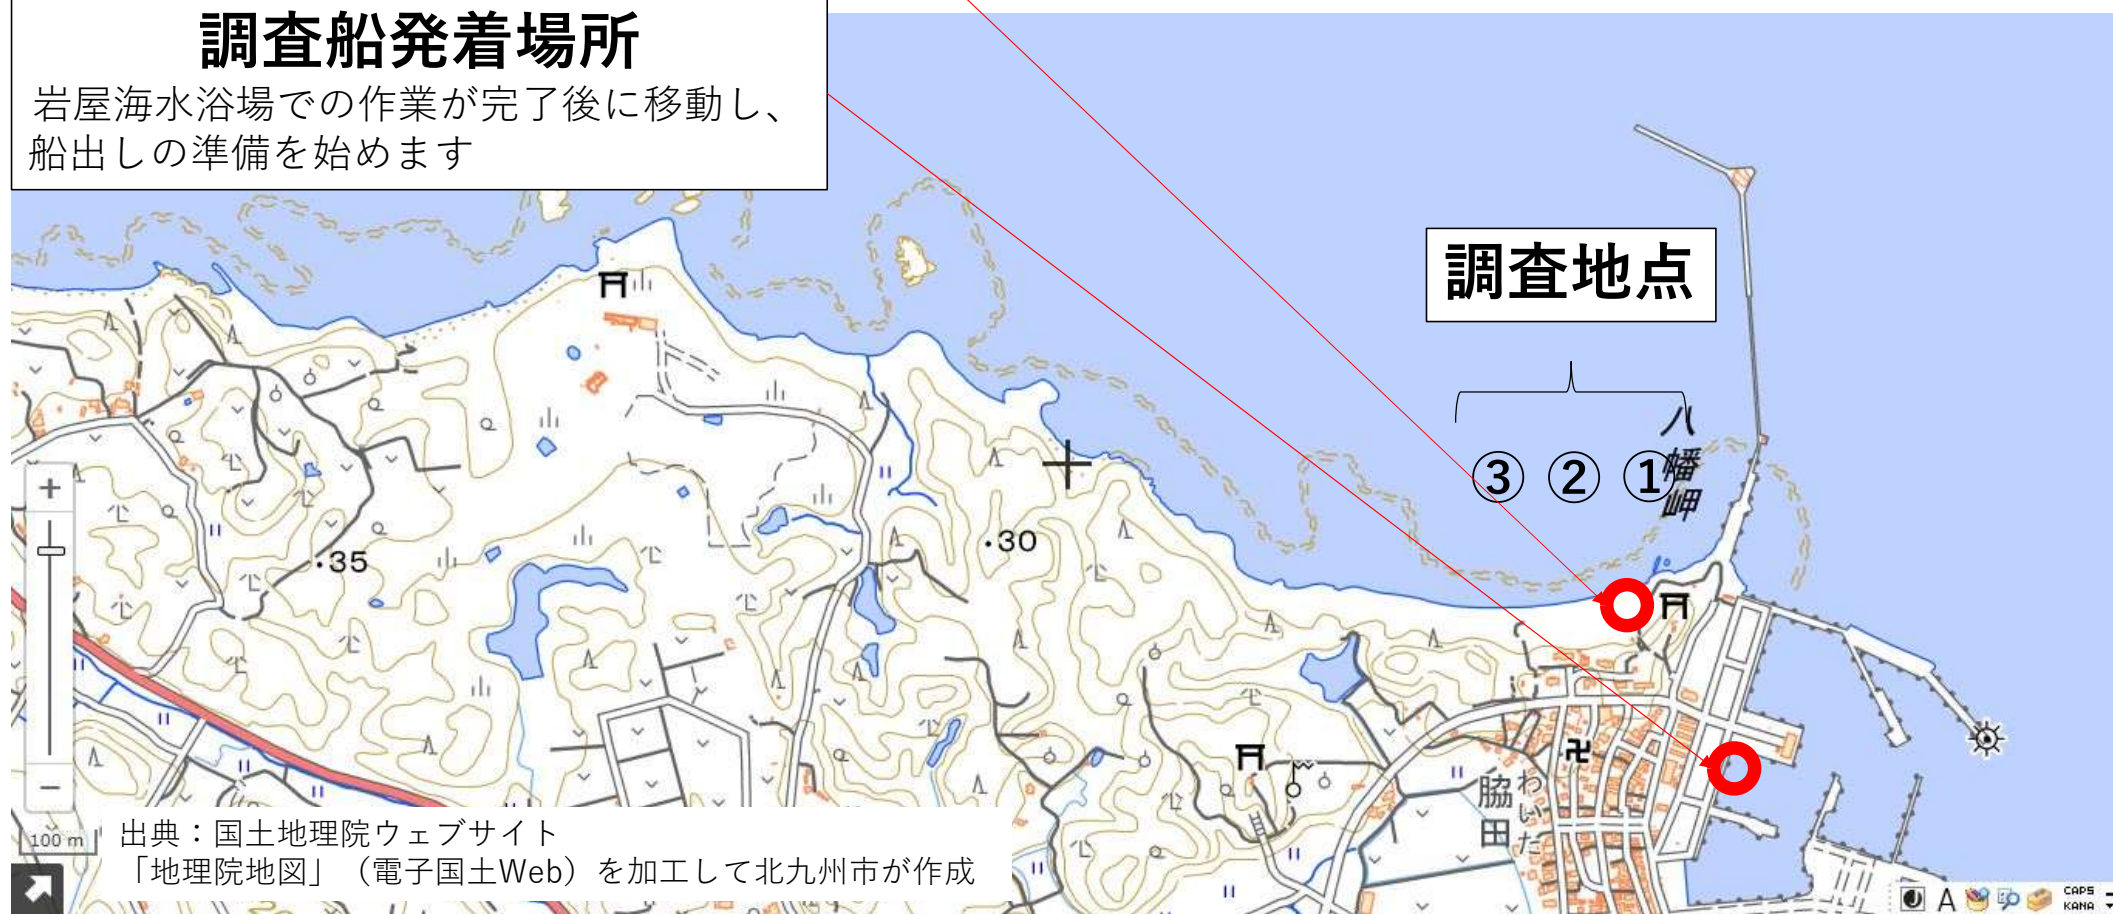 調査船発着場所
岩屋海水浴場での作業が完了後に移動し、
船出しの準備を始めます
調査地点
③ ② ①
八幡岬
・35
・30
脇田
わいた
100 m
出典：国土地理院ウェブサイト
「地理院地図」（電子国土Web）を加工して北九州市が作成
A
CAPS
KANA